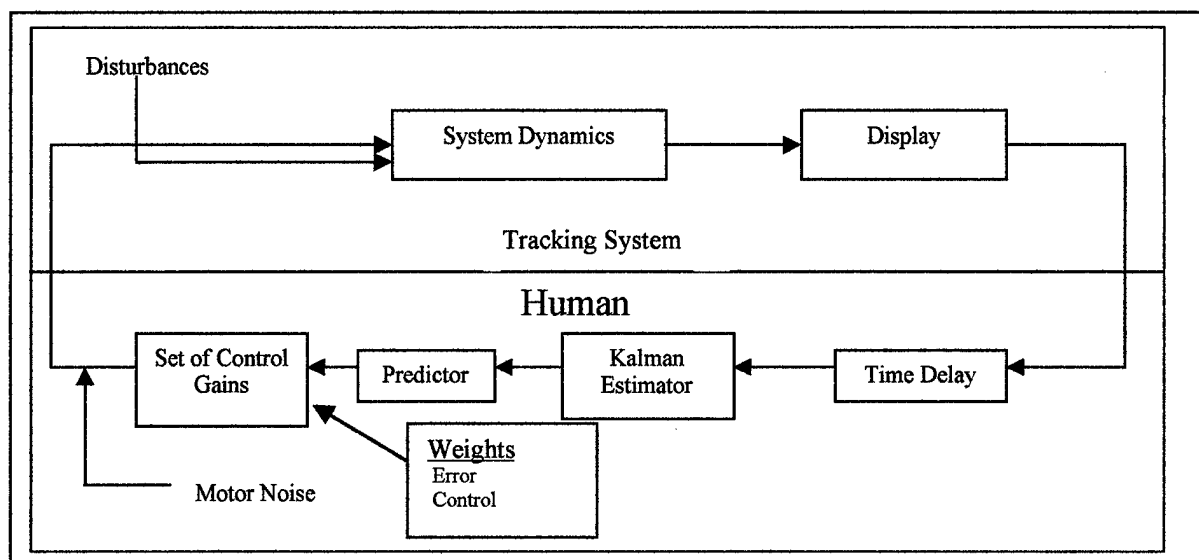 Disturbances
System Dynamics
Display
Tracking System
Human
Set of Control
Gains
Predictor
Kalman
Estimator
Time Delay
Weights
Error
Control
Motor Noise